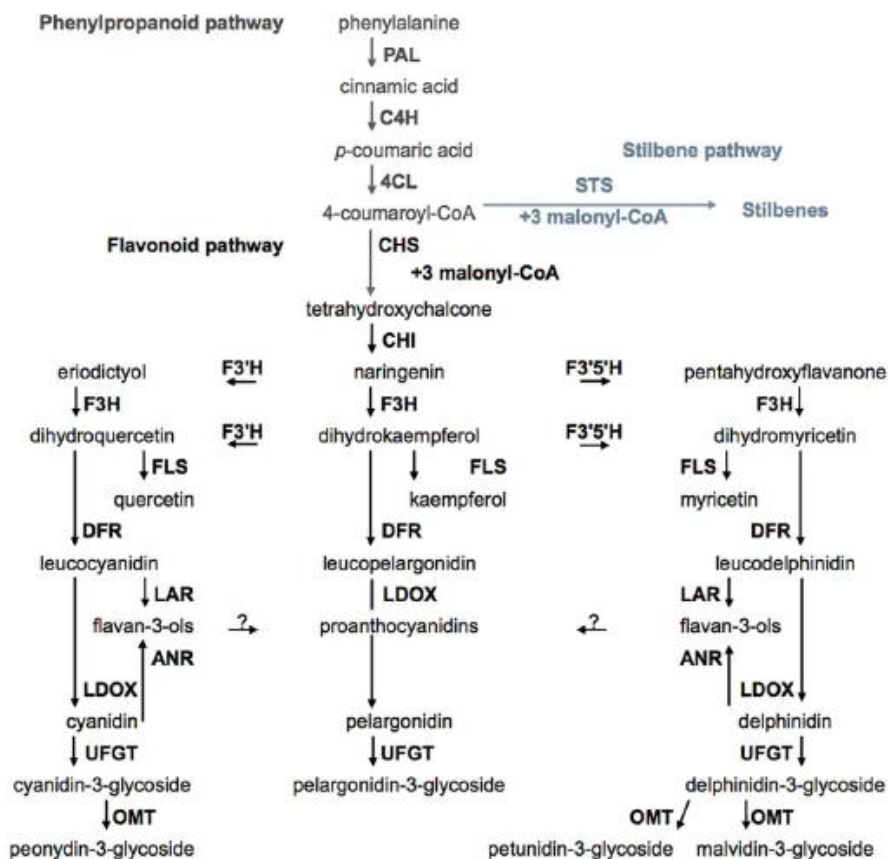 Phenylpropanoid pathway phenylalanine
PAL
cinnamic acid
C4H
p-coumaric acid Stilbene pathway
4CL STS
4-coumaroyl-CoA +3 malonyl-CoA Stilbenes
Flavonoid pathway CHS
+3 malonyl-CoA
tetrahydroxychalcone
CHI
eriodictyol F3'H naringenin F3'5'H pentahydroxyflavanone
F3H F3H F3H
dihydroquercetin F3'H dihydrokaempferol F3'5'H dihydromyricetin
FLS FLS FLS
quercetin kaempferol myricetin
DFR DFR DFR
leucocyanidin leucopelargonidin leucodelphinidin
LAR LDOX LAR
flavan-3-ols ? proanthocyanidins ? flavan-3-ols
ANR ANR
LDOX LDOX
cyanidin pelargonidin delphinidin
UFGT UFGT UFGT
cyanidin-3-glycoside pelargonidin-3-glycoside delphinidin-3-glycoside
OMT OMT OMT
peonydin-3-glycoside petunidin-3-glycoside malvidin-3-glycoside